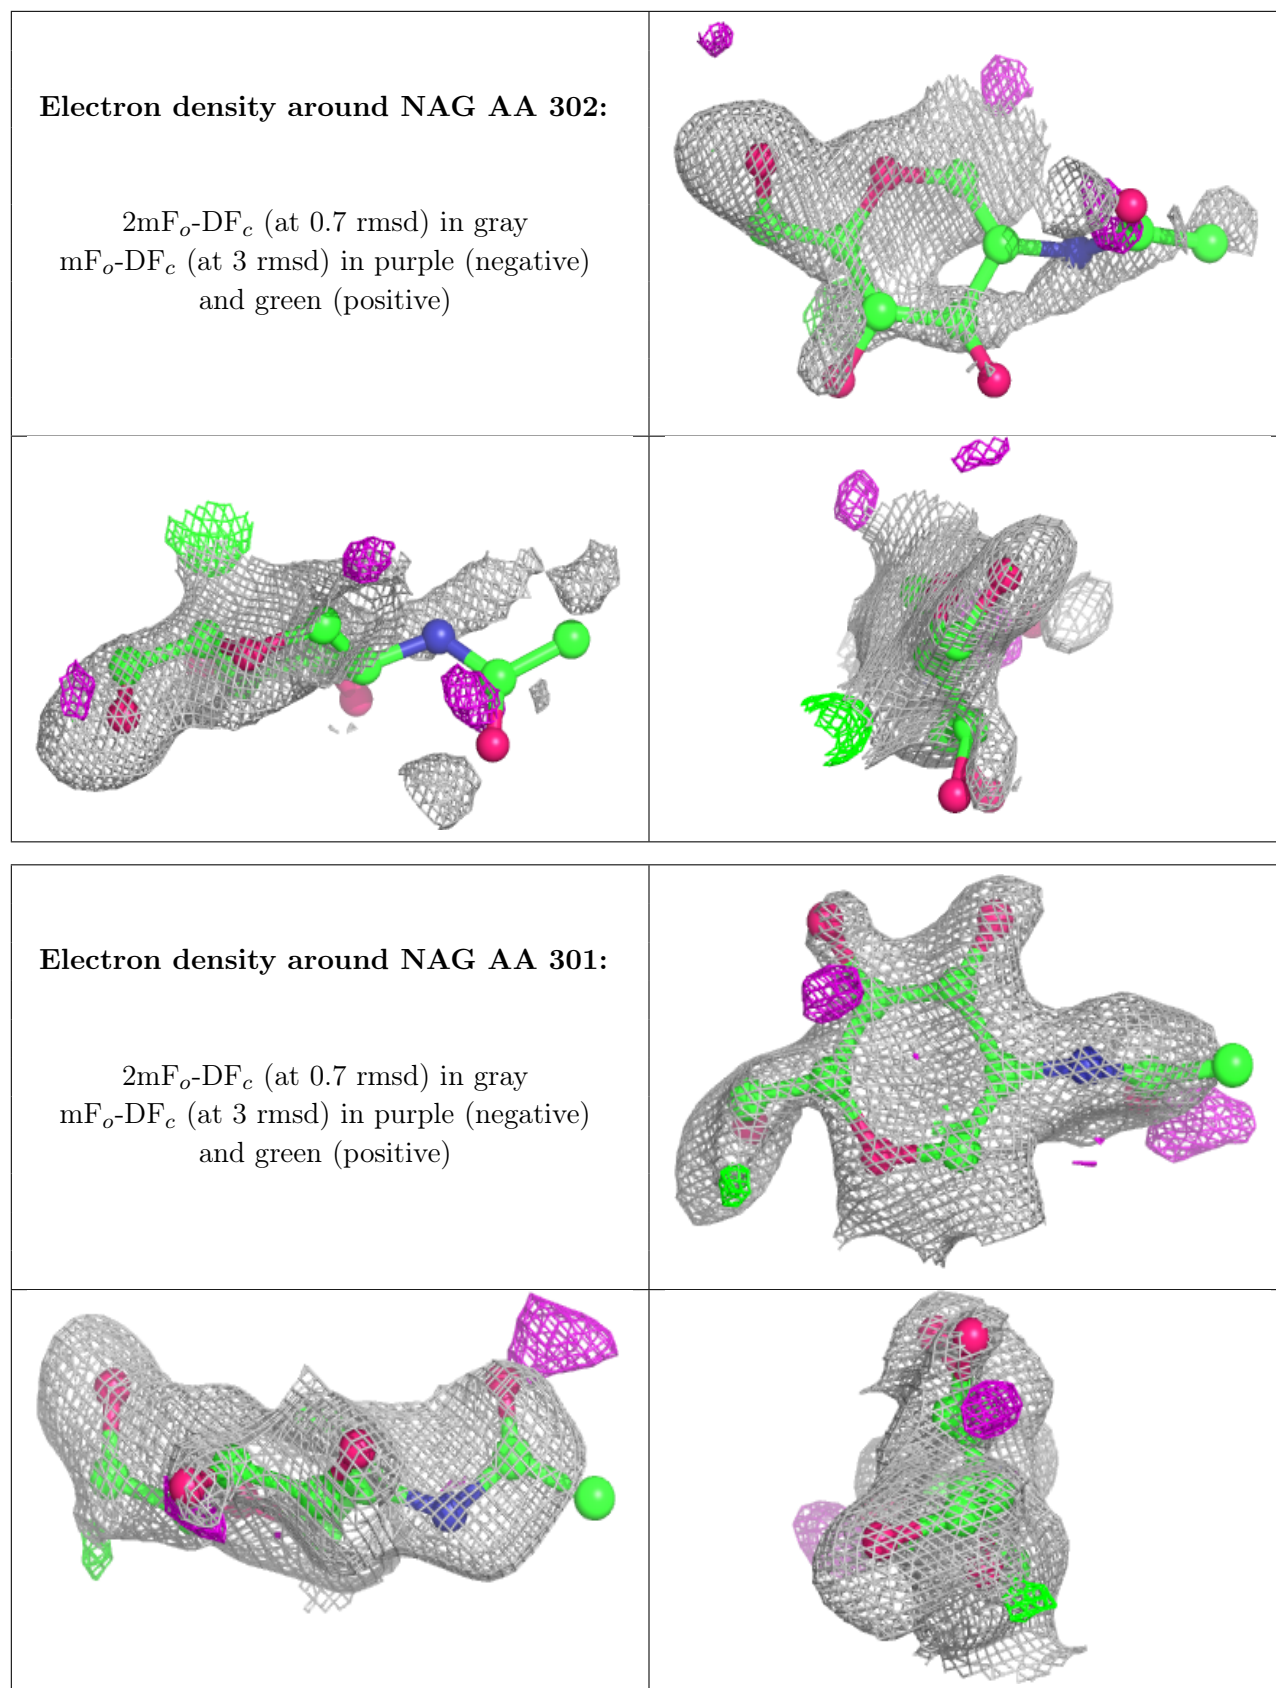 Electron density around NAG AA 302:
2mFo-DFc (at 0.7 rmsd) in gray
mFo-DFc (at 3 rmsd) in purple (negative)
and green (positive)
Electron density around NAG AA 301:
2mFo-DFc (at 0.7 rmsd) in gray
mFo-DFc (at 3 rmsd) in purple (negative)
and green (positive)